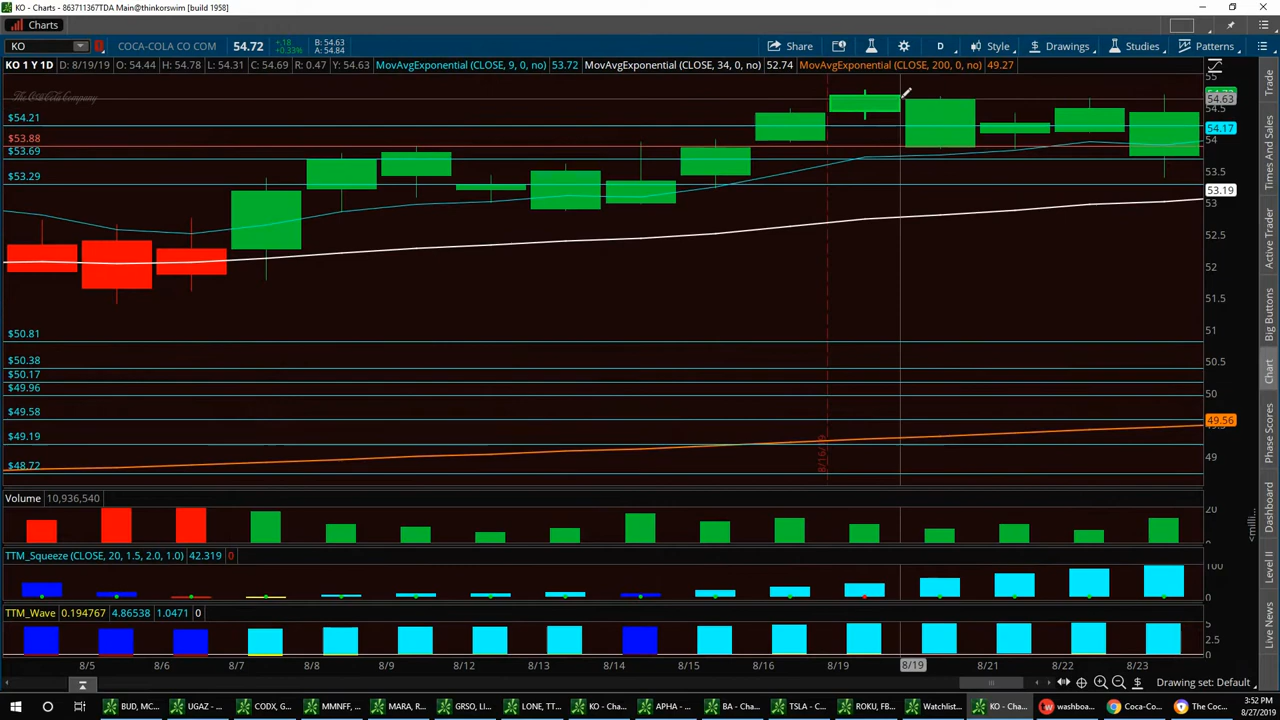 KO - Charts - 863711367TDA Main@thinkorswim [build 1958]
Charts
KO COCA-COLA CO COM 54.72 +.18 +0.33% B: 54.63 A: 54.84 Share D Style Drawings Studies Patterns
KO 1 Y 1D D: 8/19/19 O: 54.44 H: 54.78 L: 54.31 C: 54.69 R: 0.47 Y: 54.63 MovAvgExponential (CLOSE, 9, 0, no) 53.72 MovAvgExponential (CLOSE, 34, 0, no) 52.74 MovAvgExponential (CLOSE, 200, 0, no) 49.27
The Coca-Cola Company
$54.21
$53.88
$53.69
$53.29
$50.81
$50.38
$50.17
$49.96
$49.58
$49.19
$48.72
8/16/19
55
54.63
54.5
54.17
54
53.5
53.19
53
52.5
52
51.5
51
50.5
50
49.56
49
Volume 10,936,540
20
0
<millions>
TTM_Squeeze (CLOSE, 20, 1.5, 2.0, 1.0) 42.319 0
100
0
TTM_Wave 0.194767 4.86538 1.0471 0
5
2.5
0
8/5 8/6 8/7 8/8 8/9 8/12 8/13 8/14 8/15 8/16 8/19 8/19 8/21 8/22 8/23
Drawing set: Default
Trade
Times And Sales
Active Trader
Big Buttons
Chart
Phase Scores
Dashboard
Level II
Live News
BUD, MC... UGAZ - ... CODX, G... MMNFF, ... MARA, R... GRSO, LI... LONE, TT... KO - Cha... APHA - ... BA - Cha... TSLA - C... ROKU, FB... Watchlist... KO - Cha... washboa... Coca-Co... The Coc...
3:52 PM
8/27/2019